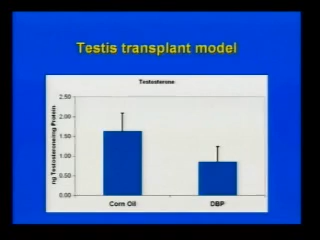 Testis transplant model
Testosterone
ng Testosterone/mg Protein
2.50
2.00
1.50
1.00
0.50
0.00
Corn Oil
DBP